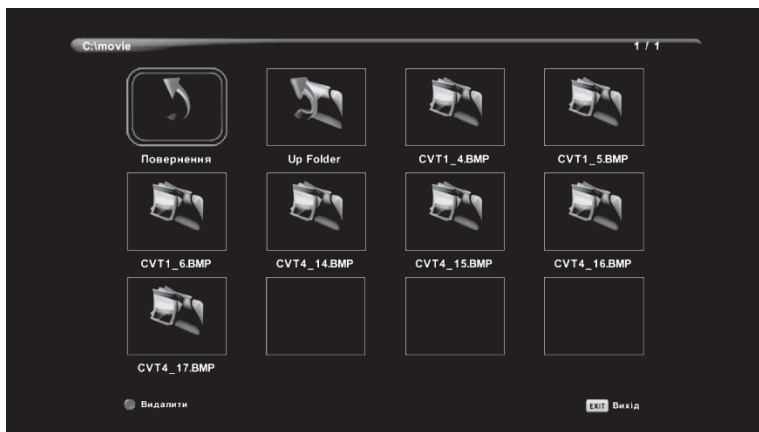 C:\movie 1 / 1
Повернення Up Folder CVT1_4.BMP CVT1_5.BMP
CVT1_6.BMP CVT4_14.BMP CVT4_15.BMP CVT4_16.BMP
CVT4_17.BMP
Видалити EXIT Вихід